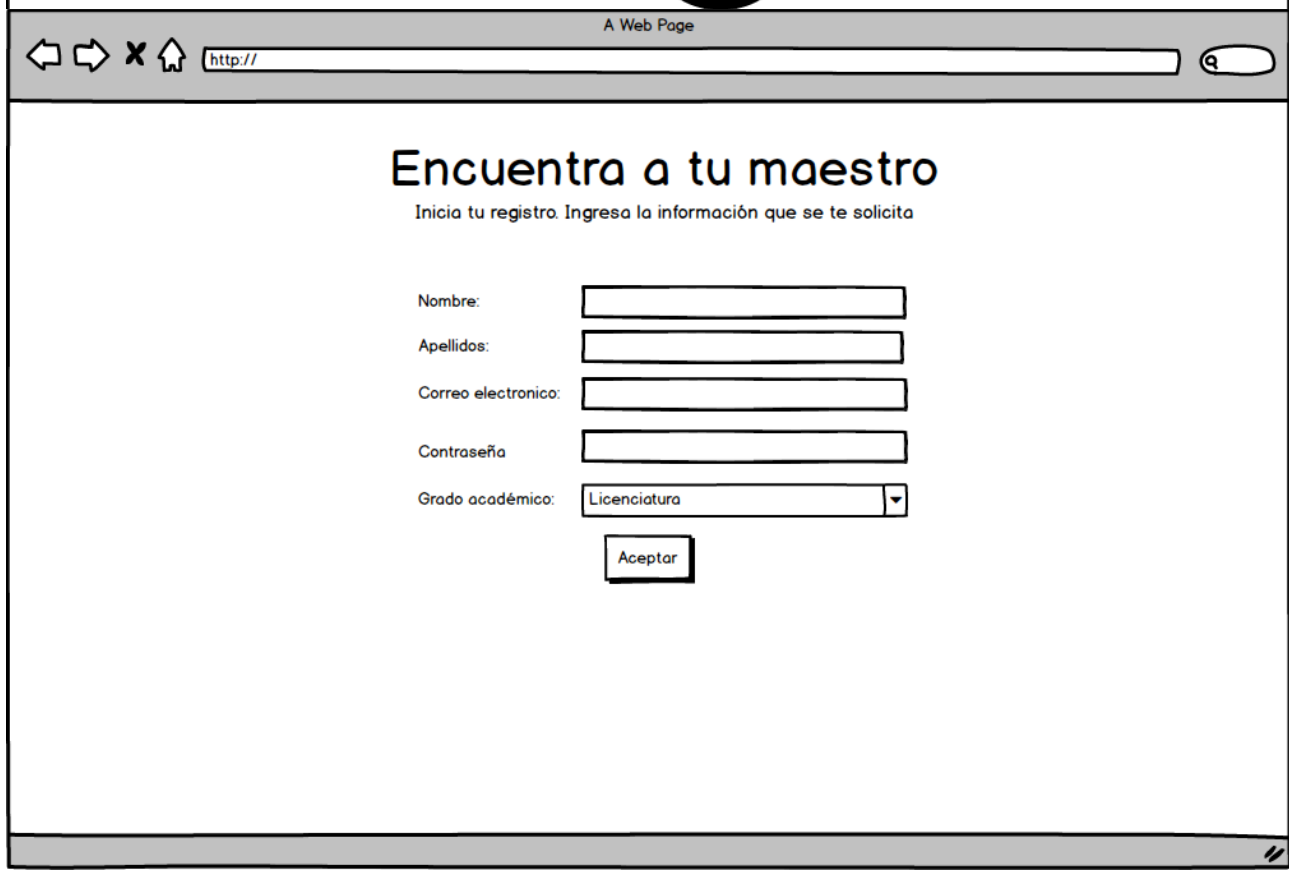 A Web Page
http://
Encuentra a tu maestro
Inicia tu registro. Ingresa la información que se te solicita
Nombre:
Apellidos:
Correo electronico:
Contraseña
Grado académico: Licenciatura
Aceptar